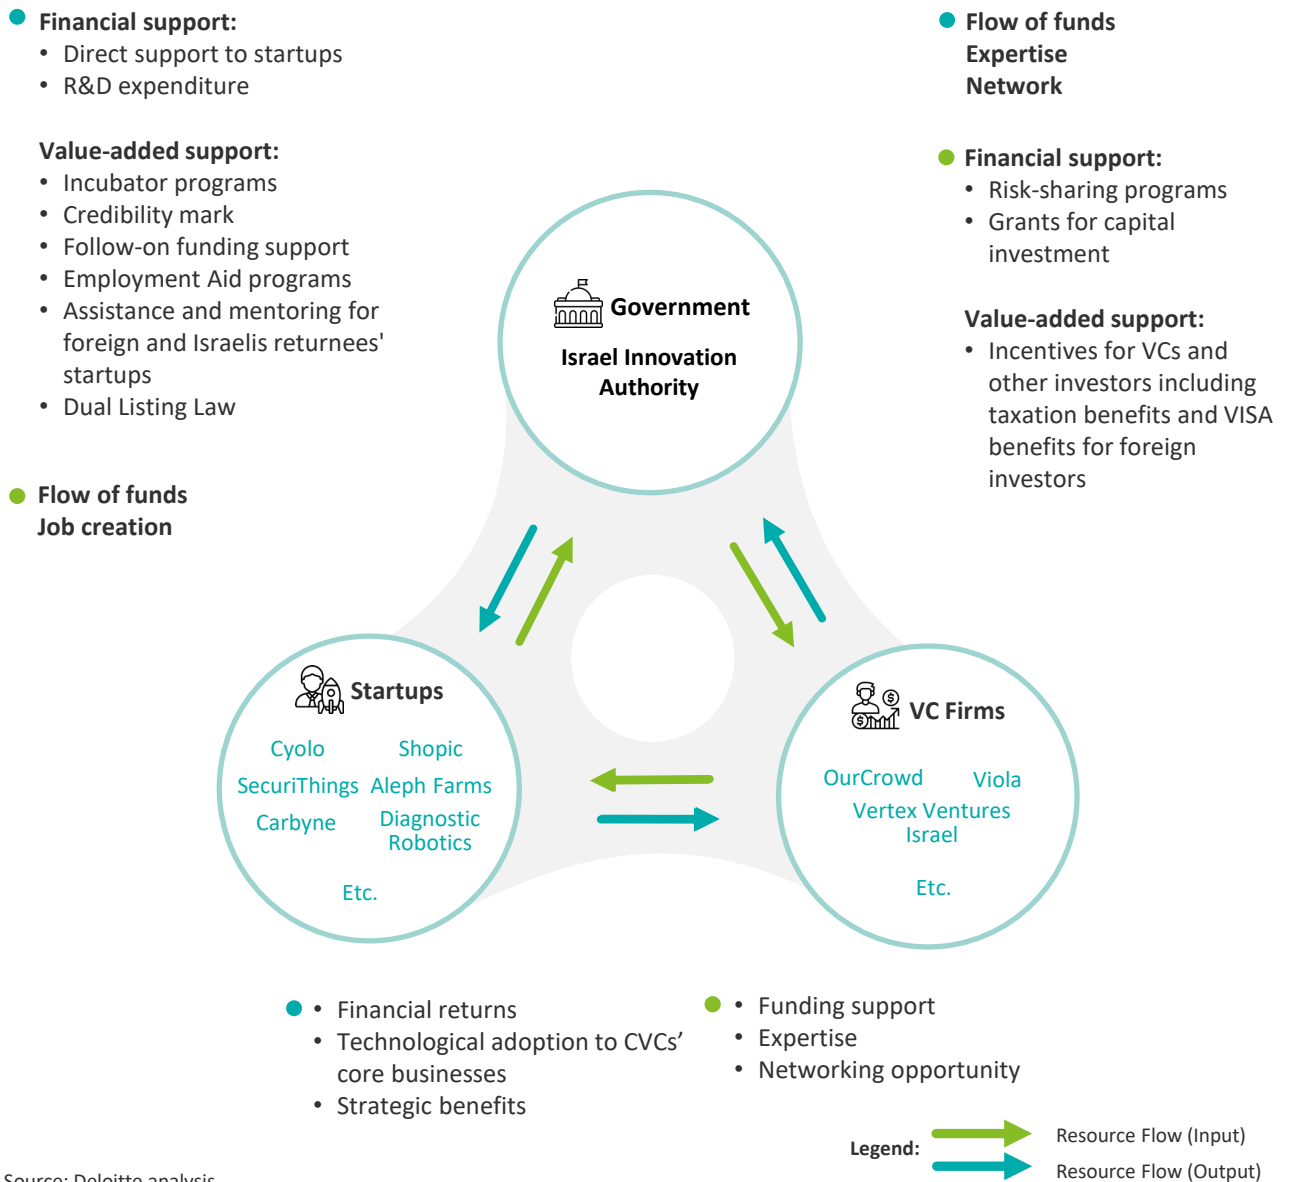 Financial support:
• Direct support to startups
• R&D expenditure
Value-added support:
• Incubator programs
• Credibility mark
• Follow-on funding support
• Employment Aid programs
• Assistance and mentoring for
foreign and Israelis returnees'
startups
• Dual Listing Law
Flow of funds
Job creation
Flow of funds
Expertise
Network
Financial support:
• Risk-sharing programs
• Grants for capital
investment
Value-added support:
• Incentives for VCs and
other investors including
taxation benefits and VISA
benefits for foreign
investors
Government
Israel Innovation
Authority
Startups
Cyolo Shopic
SecuriThings Aleph Farms
Carbyne Diagnostic
Robotics
Etc.
VC Firms
OurCrowd Viola
Vertex Ventures
Israel
Etc.
• Financial returns
• Technological adoption to CVCs’
core businesses
• Strategic benefits
• Funding support
• Expertise
• Networking opportunity
Legend:
Resource Flow (Input)
Resource Flow (Output)
Source: Deloitte analysis